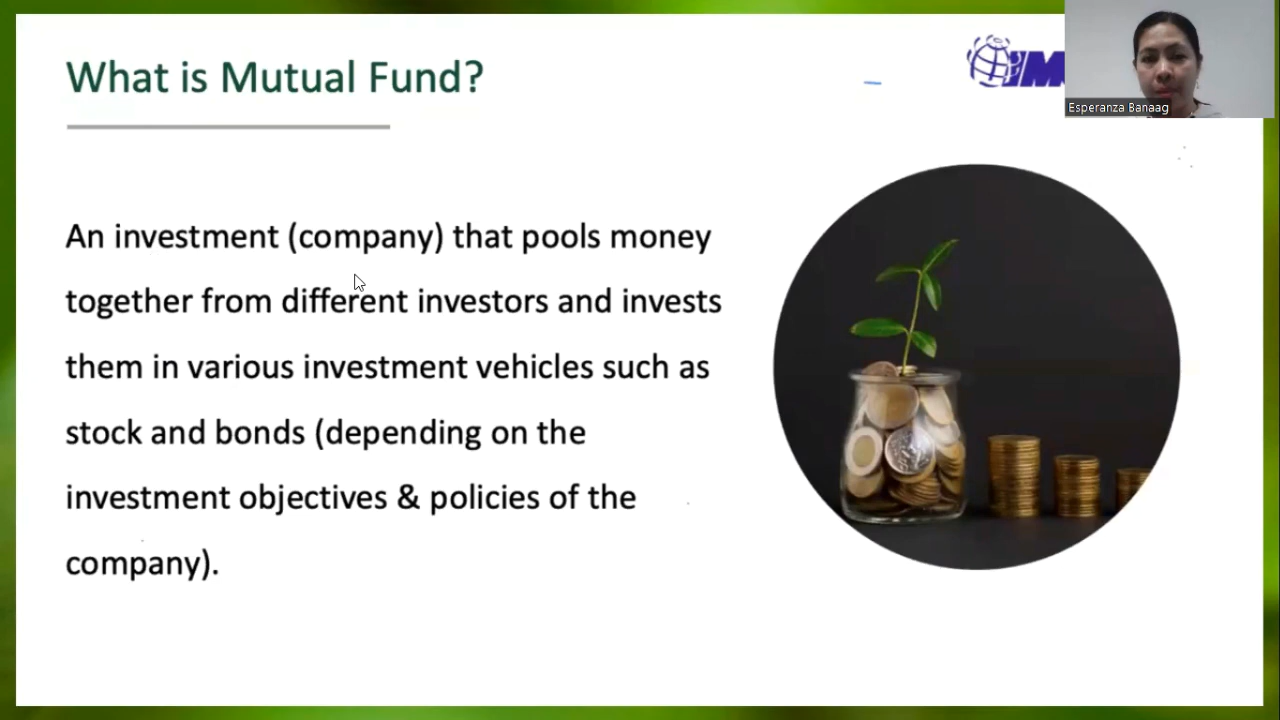 What is Mutual Fund?
Esperanza Banaag
An investment (company) that pools money
together from different investors and invests
them in various investment vehicles such as
stock and bonds (depending on the
investment objectives & policies of the
company).